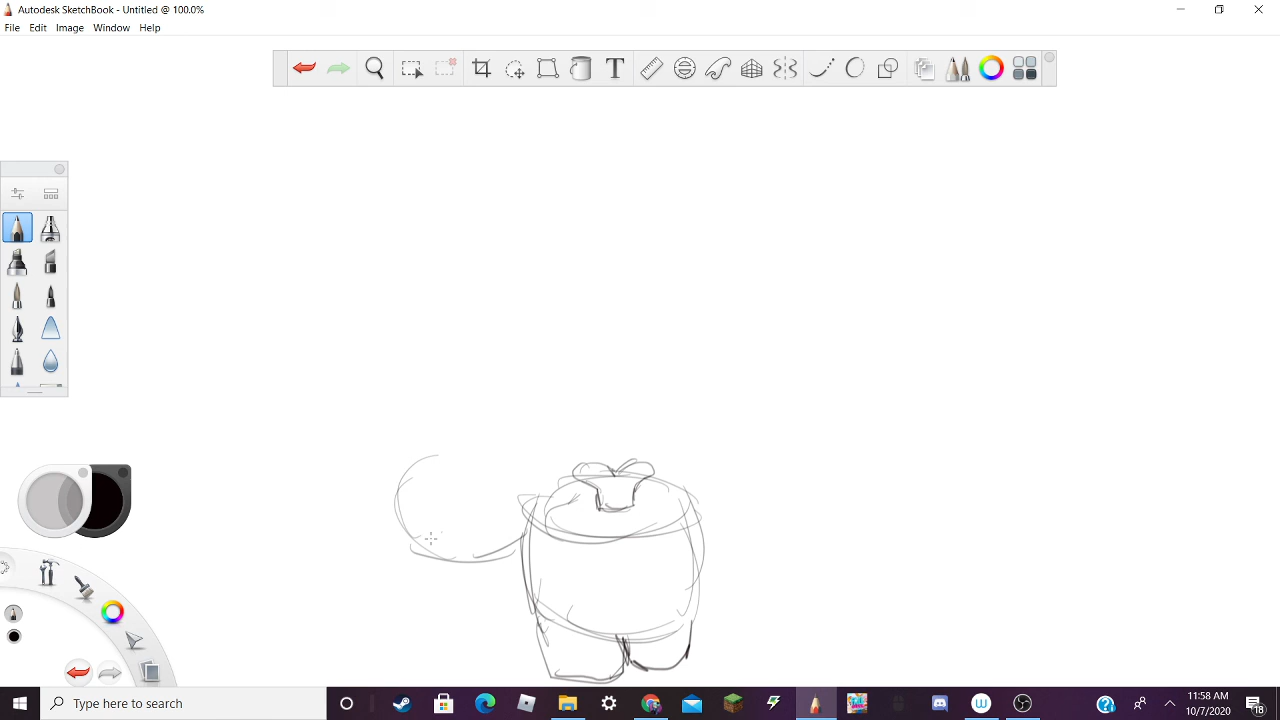 Autodesk SketchBook - Untitled @ 100.0%
File Edit Image Window Help
T
Type here to search
11:58 AM
10/7/2020
18